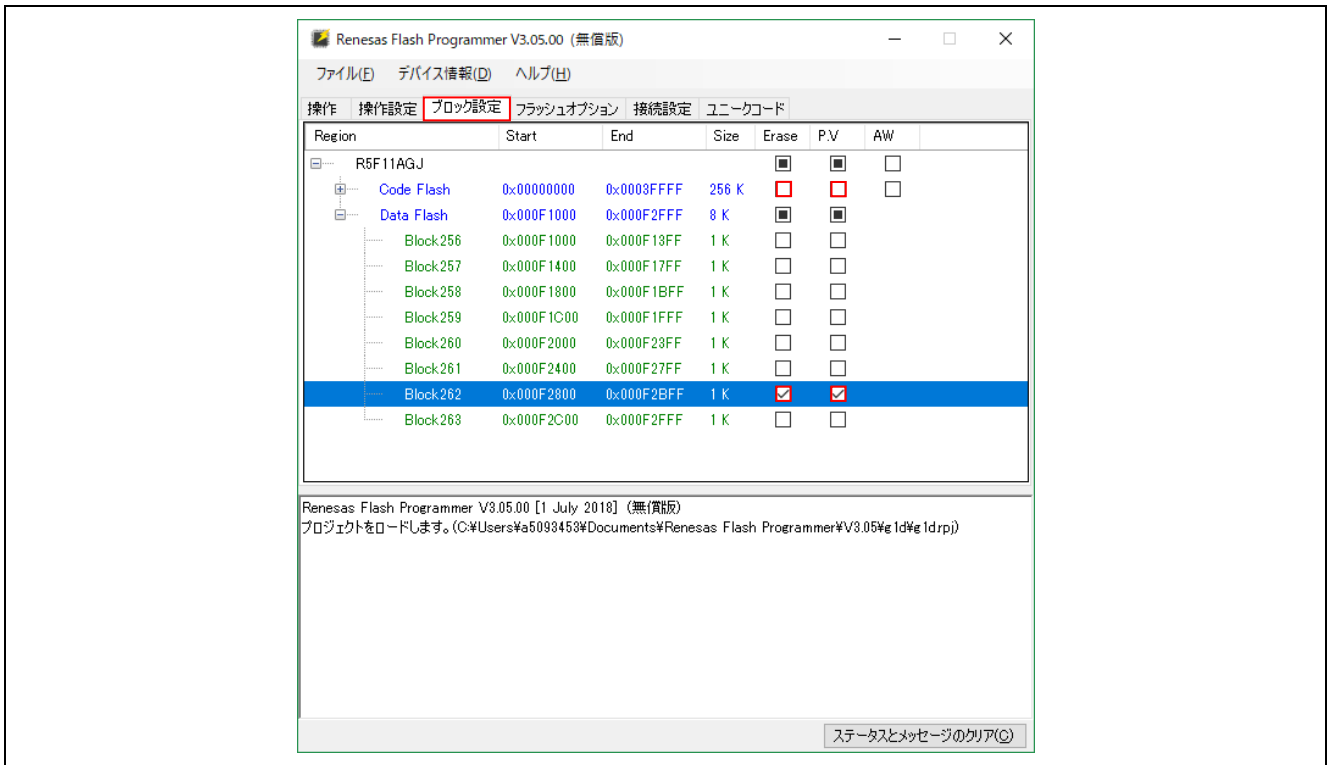 Renesas Flash Programmer V3.05.00 (無償版)
ファイル(F) デバイス情報(D) ヘルプ(H)
操作 操作設定 ブロック設定 フラッシュオプション 接続設定 ユニークコード
Region Start End Size Erase P.V AW
R5F11AGJ
Code Flash 0x00000000 0x0003FFFF 256 K
Data Flash 0x000F1000 0x000F2FFF 8 K
Block256 0x000F1000 0x000F13FF 1 K
Block257 0x000F1400 0x000F17FF 1 K
Block258 0x000F1800 0x000F1BFF 1 K
Block259 0x000F1C00 0x000F1FFF 1 K
Block260 0x000F2000 0x000F23FF 1 K
Block261 0x000F2400 0x000F27FF 1 K
Block262 0x000F2800 0x000F2BFF 1 K
Block263 0x000F2C00 0x000F2FFF 1 K
Renesas Flash Programmer V3.05.00 [1 July 2018] (無償版)
プロジェクトをロードします。(C:¥Users¥a5093453¥Documents¥Renesas Flash Programmer¥V3.05¥g1d¥g1d.rpj)
ステータスとメッセージのクリア(C)